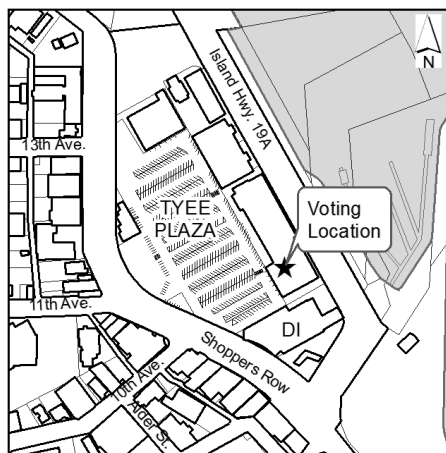 Island Hwy. 19A
N
13th Ave.
TYEE
PLAZA
Voting
Location
11th Ave.
DI
Shoppers Row
10th Ave.
Alder St.